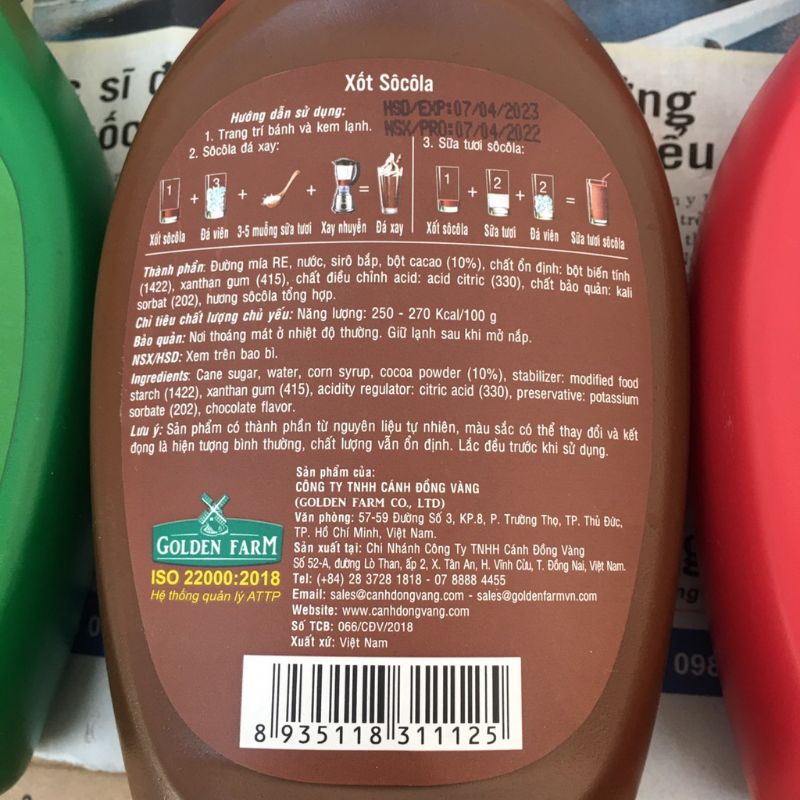 Xốt Sôcôla
Hướng dẫn sử dụng:
HSD/EXP:07/04/2023
NSX/PRO:07/04/2022
1. Trang trí bánh và kem lạnh.
2. Sôcôla đá xay:
3. Sữa tươi sôcôla:
1 + 3 + + = 1 + 2 + 2 =
Xốt sôcôla Đá viên 3-5 muỗng sữa tươi Xay nhuyễn Đá xay Xốt sôcôla Sữa tươi Đá viên Sữa tươi sôcôla
Thành phần: Đường mía RE, nước, sirô bắp, bột cacao (10%), chất ổn định: bột biến tính
(1422), xanthan gum (415), chất điều chỉnh acid: acid citric (330), chất bảo quản: kali
sorbat (202), hương sôcôla tổng hợp.
Chỉ tiêu chất lượng chủ yếu: Năng lượng: 250 - 270 Kcal/100 g
Bảo quản: Nơi thoáng mát ở nhiệt độ thường. Giữ lạnh sau khi mở nắp.
NSX/HSD: Xem trên bao bì.
Ingredients: Cane sugar, water, corn syrup, cocoa powder (10%), stabilizer: modified food
starch (1422), xanthan gum (415), acidity regulator: citric acid (330), preservative: potassium
sorbate (202), chocolate flavor.
Lưu ý: Sản phẩm có thành phần từ nguyên liệu tự nhiên, màu sắc có thể thay đổi và kết
đọng là hiện tượng bình thường, chất lượng vẫn ổn định. Lắc đều trước khi sử dụng.
Sản phẩm của:
CÔNG TY TNHH CÁNH ĐỒNG VÀNG
(GOLDEN FARM CO., LTD)
Văn phòng: 57-59 Đường Số 3, KP.8, P. Trường Thọ, TP. Thủ Đức,
TP. Hồ Chí Minh, Việt Nam.
Sản xuất tại: Chi Nhánh Công Ty TNHH Cánh Đồng Vàng
Số 52-A, đường Lò Than, ấp 2, X. Tân An, H. Vĩnh Cửu, T. Đồng Nai, Việt Nam.
Tel: (+84) 28 3728 1818 - 07 8888 4455
Email: sales@canhdongvang.com - sales@goldenfarmvn.com
Website: www.canhdongvang.com
Số TCB: 066/CĐV/2018
Xuất xứ: Việt Nam
GOLDEN FARM
ISO 22000:2018
Hệ thống quản lý ATTP
8 935118 311125